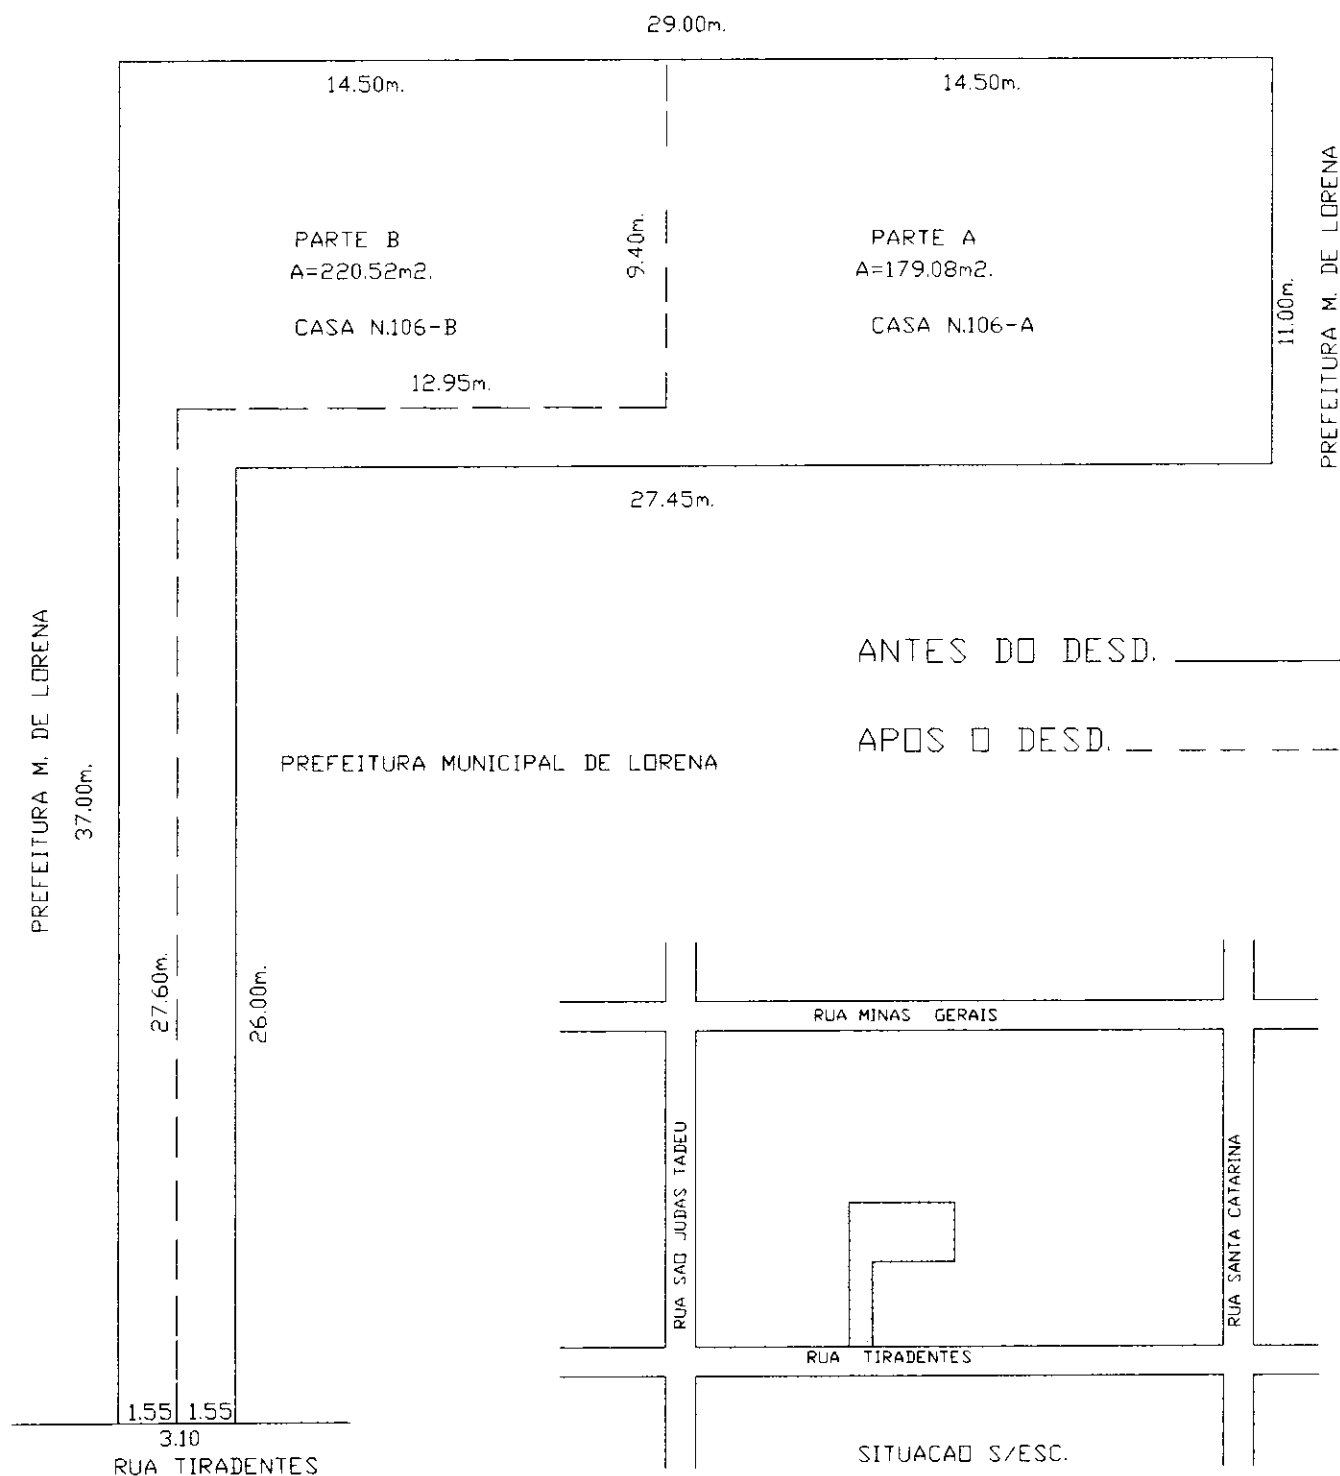 29.00m.
14.50m.
14.50m.
PREFEITURA M. DE LORENA
PARTE B
A=220.52m2.
CASA N.106-B
9.40m.
PARTE A
A=179.08m2.
CASA N.106-A
11.00m.
12.95m.
27.45m.
PREFEITURA M. DE LORENA
37.00m.
ANTES DO DESD.
APOS O DESD.
PREFEITURA MUNICIPAL DE LORENA
27.60m.
26.00m.
RUA MINAS GERAIS
RUA SAO JUDAS TADEU
RUA SANTA CATARINA
RUA TIRADENTES
1.55 1.55
3.10
RUA TIRADENTES
SITUACAO S/ESC.